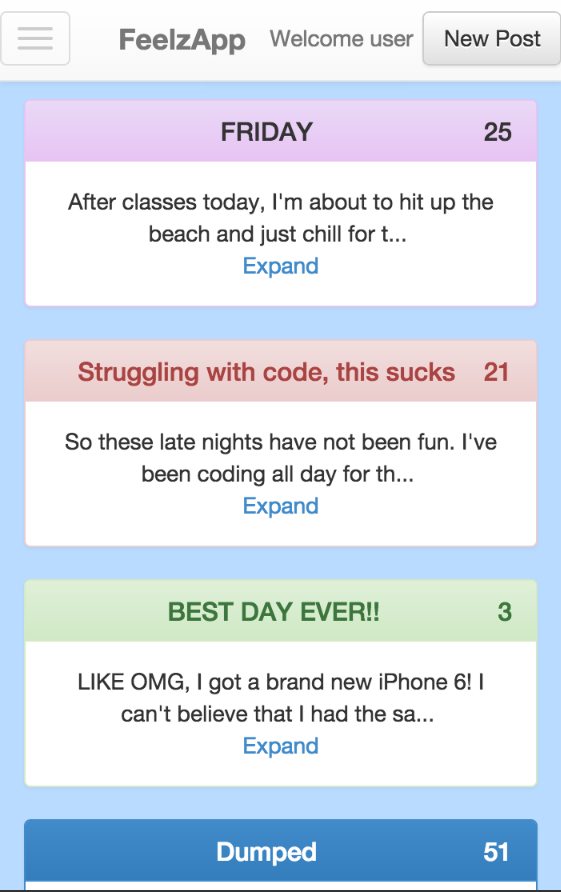 FeelzApp Welcome user New Post
FRIDAY 25
After classes today, I'm about to hit up the
beach and just chill for t...
Expand
Struggling with code, this sucks 21
So these late nights have not been fun. I've
been coding all day for th...
Expand
BEST DAY EVER!! 3
LIKE OMG, I got a brand new iPhone 6! I
can't believe that I had the sa...
Expand
Dumped 51